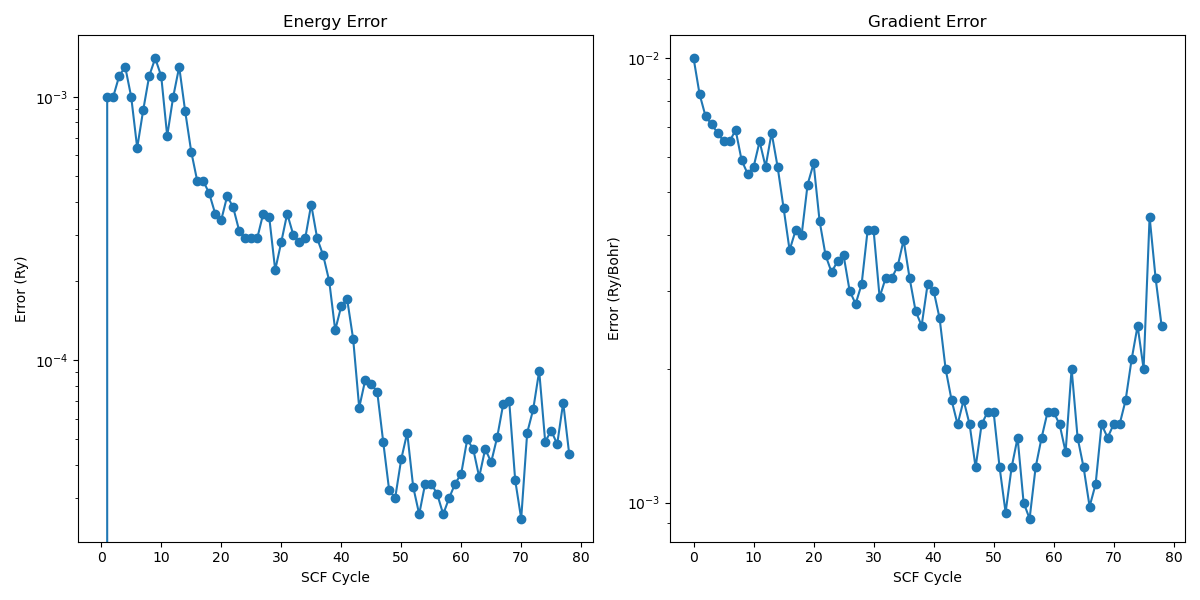 Energy Error
Error (Ry)
10⁻³
10⁻⁴
0 10 20 30 40 50 60 70 80
SCF Cycle
Gradient Error
Error (Ry/Bohr)
10⁻²
10⁻³
0 10 20 30 40 50 60 70 80
SCF Cycle